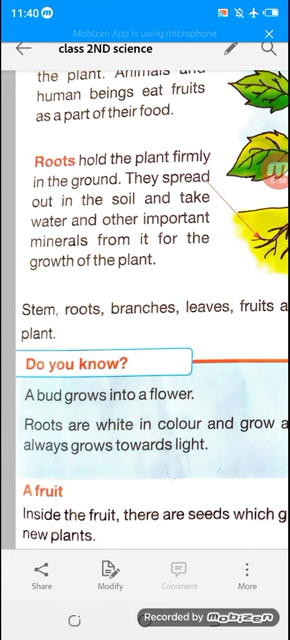 11:40
Mobizen App is using microphone
class 2ND science
the plant. Animals and
human beings eat fruits
as a part of their food.
Roots hold the plant firmly
in the ground. They spread
out in the soil and take
water and other important
minerals from it for the
growth of the plant.
Stem, roots, branches, leaves, fruits a
plant.
Do you know?
A bud grows into a flower.
Roots are white in colour and grow a
always grows towards light.
A fruit
Inside the fruit, there are seeds which g
new plants.
Share
Modify
Comment
More
Recorded by mobizen